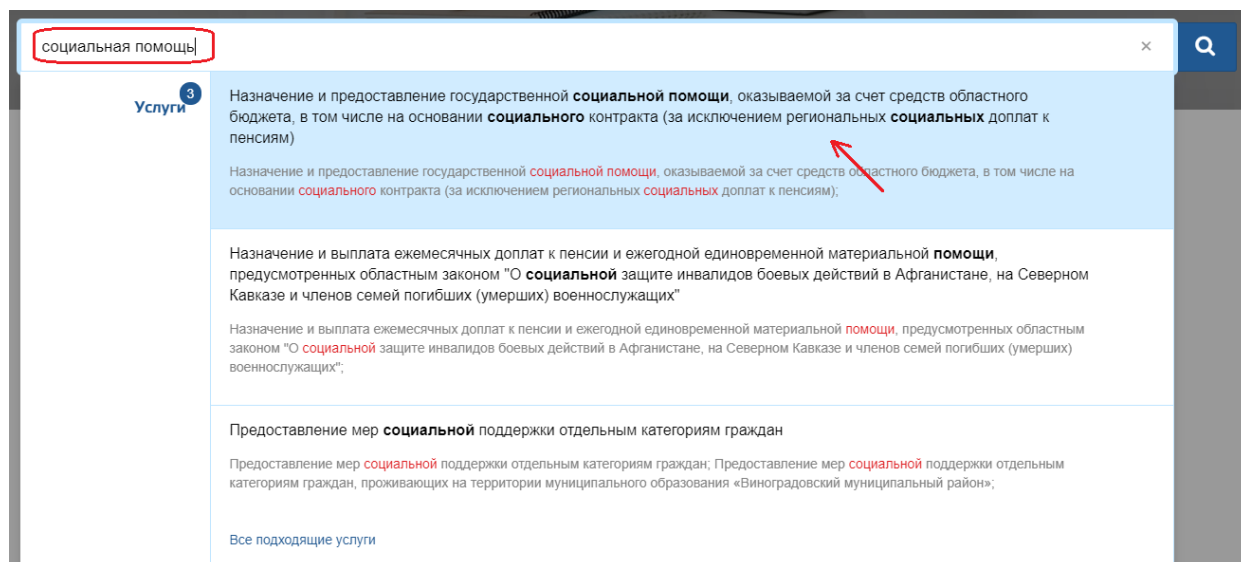 социальная помощь
×
Услуги
3
Назначение и предоставление государственной социальной помощи, оказываемой за счет средств областного
бюджета, в том числе на основании социального контракта (за исключением региональных социальных доплат к
пенсиям)
Назначение и предоставление государственной социальной помощи, оказываемой за счет средств областного бюджета, в том числе на
основании социального контракта (за исключением региональных социальных доплат к пенсиям);
Назначение и выплата ежемесячных доплат к пенсии и ежегодной единовременной материальной помощи,
предусмотренных областным законом "О социальной защите инвалидов боевых действий в Афганистане, на Северном
Кавказе и членов семей погибших (умерших) военнослужащих"
Назначение и выплата ежемесячных доплат к пенсии и ежегодной единовременной материальной помощи, предусмотренных областным
законом "О социальной защите инвалидов боевых действий в Афганистане, на Северном Кавказе и членов семей погибших (умерших)
военнослужащих";
Предоставление мер социальной поддержки отдельным категориям граждан
Предоставление мер социальной поддержки отдельным категориям граждан; Предоставление мер социальной поддержки отдельным
категориям граждан, проживающих на территории муниципального образования «Виноградовский муниципальный район»;
Все подходящие услуги